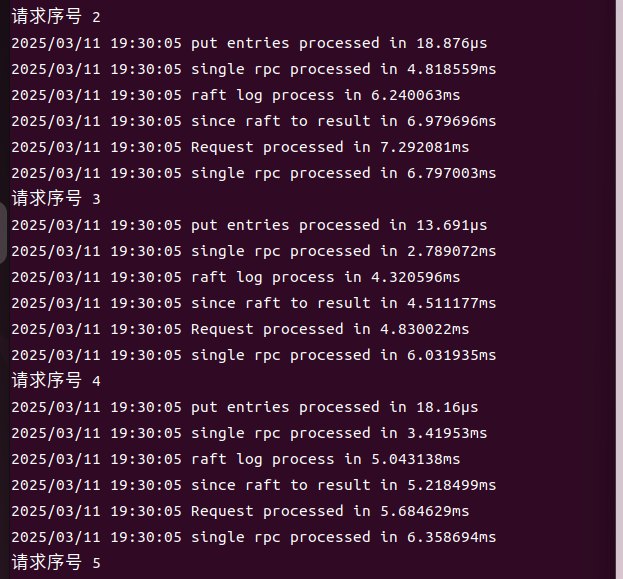 请求序号 2
2025/03/11 19:30:05 put entries processed in 18.876µs
2025/03/11 19:30:05 single rpc processed in 4.818559ms
2025/03/11 19:30:05 raft log process in 6.240063ms
2025/03/11 19:30:05 since raft to result in 6.979696ms
2025/03/11 19:30:05 Request processed in 7.292081ms
2025/03/11 19:30:05 single rpc processed in 6.797003ms
请求序号 3
2025/03/11 19:30:05 put entries processed in 13.691µs
2025/03/11 19:30:05 single rpc processed in 2.789072ms
2025/03/11 19:30:05 raft log process in 4.320596ms
2025/03/11 19:30:05 since raft to result in 4.511177ms
2025/03/11 19:30:05 Request processed in 4.830022ms
2025/03/11 19:30:05 single rpc processed in 6.031935ms
请求序号 4
2025/03/11 19:30:05 put entries processed in 18.16µs
2025/03/11 19:30:05 single rpc processed in 3.41953ms
2025/03/11 19:30:05 raft log process in 5.043138ms
2025/03/11 19:30:05 since raft to result in 5.218499ms
2025/03/11 19:30:05 Request processed in 5.684629ms
2025/03/11 19:30:05 single rpc processed in 6.358694ms
请求序号 5